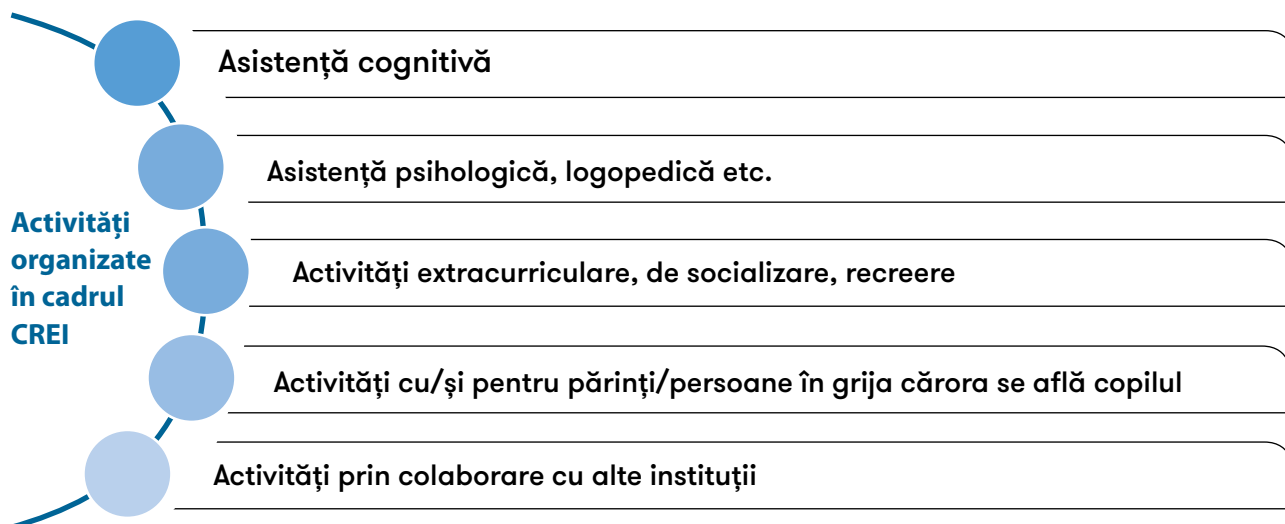 Activități
organizate
în cadrul
CREI
Asistență cognitivă
Asistență psihologică, logopedică etc.
Activități extracurriculare, de socializare, recreere
Activități cu/și pentru părinți/persoane în grija cărora se află copilul
Activități prin colaborare cu alte instituții